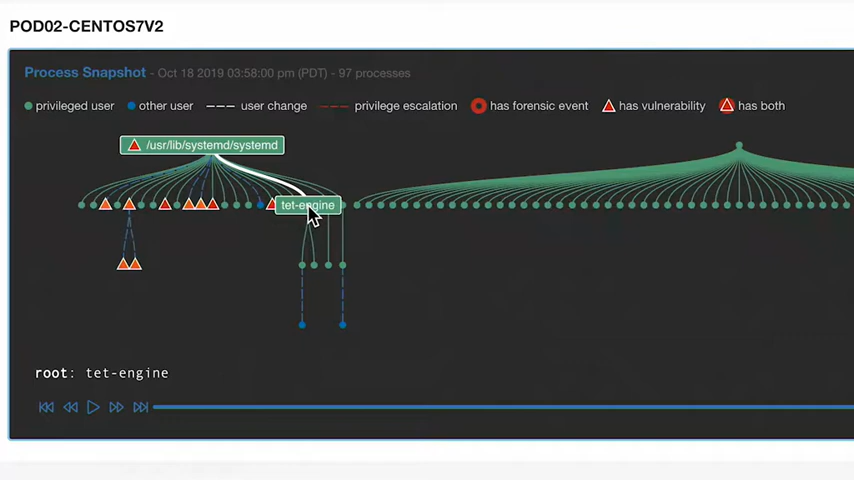 POD02-CENTOS7V2
Process Snapshot - Oct 18 2019 03:58:00 pm (PDT) - 97 processes
privileged user other user user change privilege escalation has forensic event has vulnerability has both
/usr/lib/systemd/systemd
tet-engine
root: tet-engine